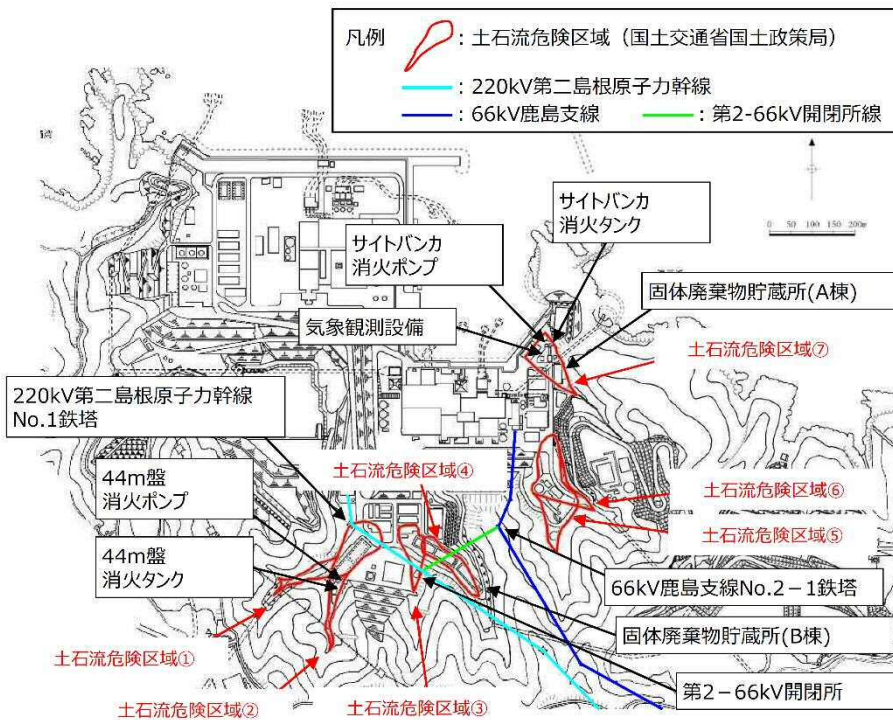 凡例
：土石流危険区域（国土交通省国土政策局）
：220kV第二島根原子力幹線
：66kV鹿島支線
：第2-66kV開閉所線
0 50 100 150 200m
サイトバンカ
消火タンク
サイトバンカ
消火ポンプ
固体廃棄物貯蔵所(A棟)
気象観測設備
土石流危険区域⑦
220kV第二島根原子力幹線
No.1鉄塔
44m盤
消火ポンプ
土石流危険区域④
土石流危険区域⑥
土石流危険区域⑤
44m盤
消火タンク
66kV鹿島支線No.2－1鉄塔
固体廃棄物貯蔵所(B棟)
土石流危険区域①
第2－66kV開閉所
土石流危険区域②
土石流危険区域③